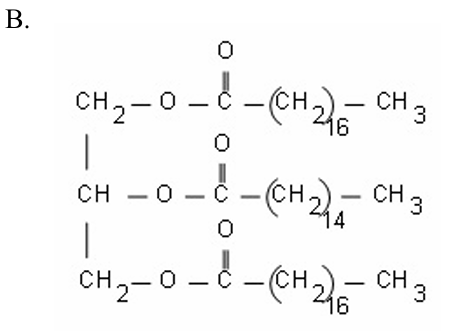 B.
O
CH2 – O – C – (CH2)16 – CH3
O
CH – O – C – (CH2)14 – CH3
O
CH2 – O – C – (CH2)16 – CH3